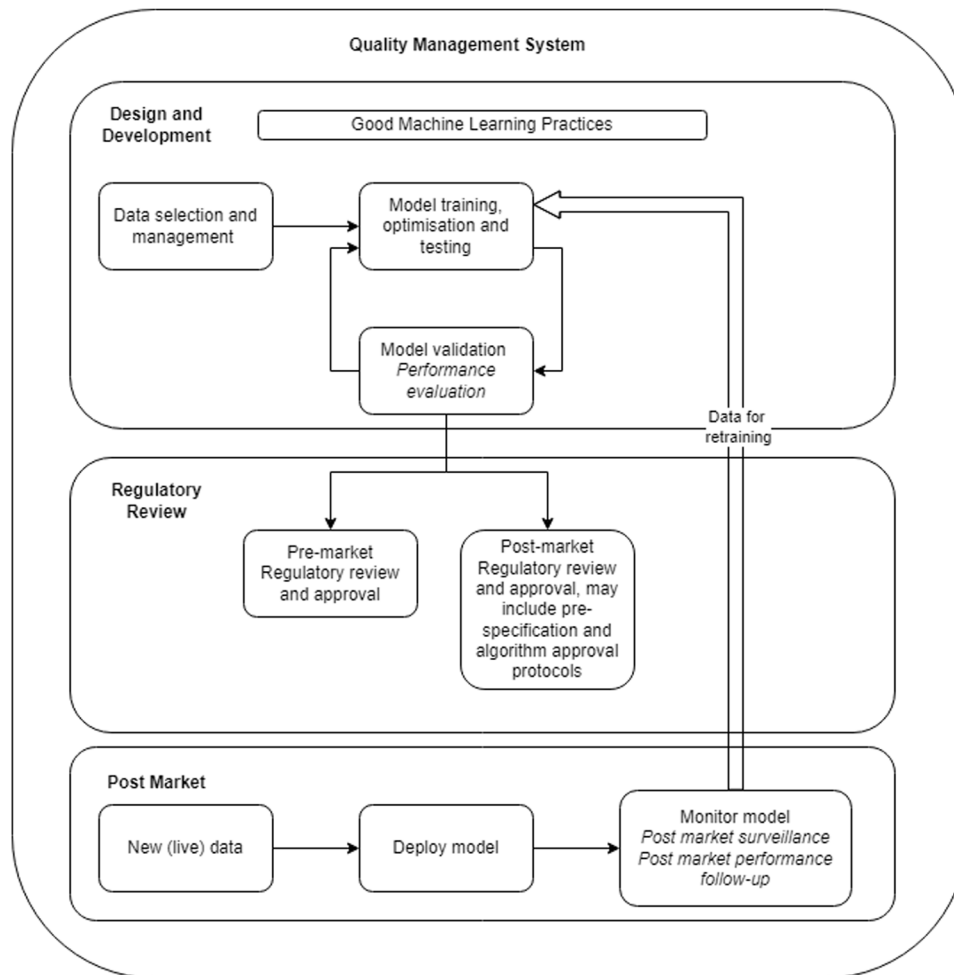 Quality Management System
Design and
Development
Good Machine Learning Practices
Data selection and
management
Model training,
optimisation and
testing
Model validation
Performance
evaluation
Data for
retraining
Regulatory
Review
Pre-market
Regulatory review
and approval
Post-market
Regulatory review
and approval, may
include pre-
specification and
algorithm approval
protocols
Post Market
New (live) data
Deploy model
Monitor model
Post market surveillance
Post market performance
follow-up